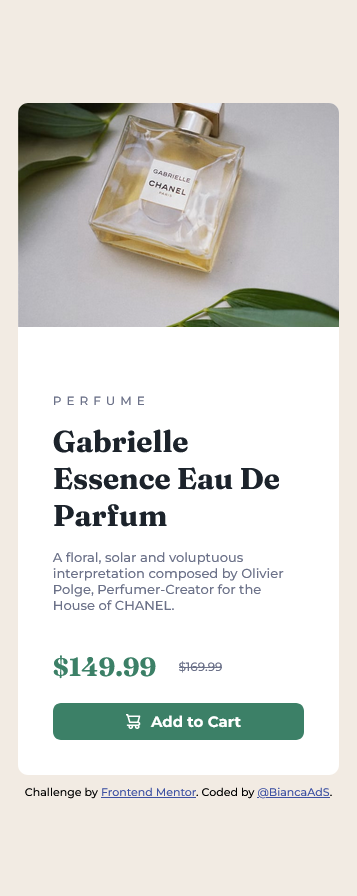 GABRIELLE
CHANEL
PARIS
PERFUME
Gabrielle
Essence Eau De
Parfum
A floral, solar and voluptuous
interpretation composed by Olivier
Polge, Perfumer-Creator for the
House of CHANEL.
$149.99 $169.99
Add to Cart
Challenge by Frontend Mentor. Coded by @BiancaAdS.